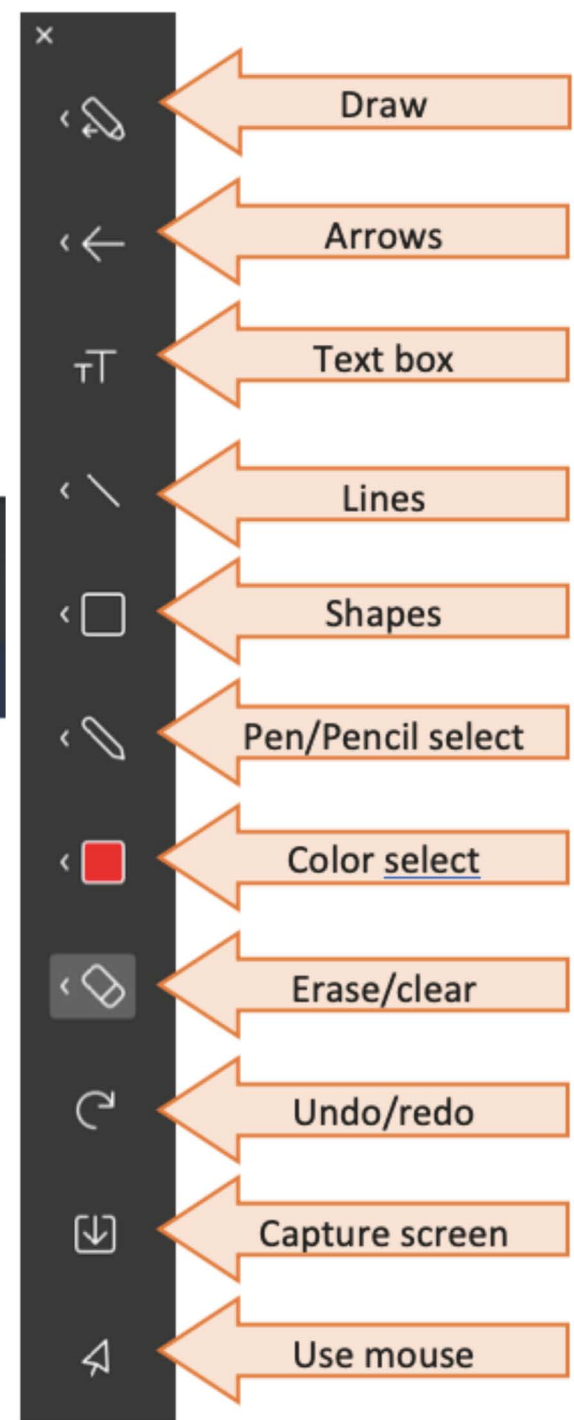 Draw
Arrows
TT
Text box
Lines
Shapes
Pen/Pencil select
Color select
Erase/clear
Undo/redo
Capture screen
Use mouse